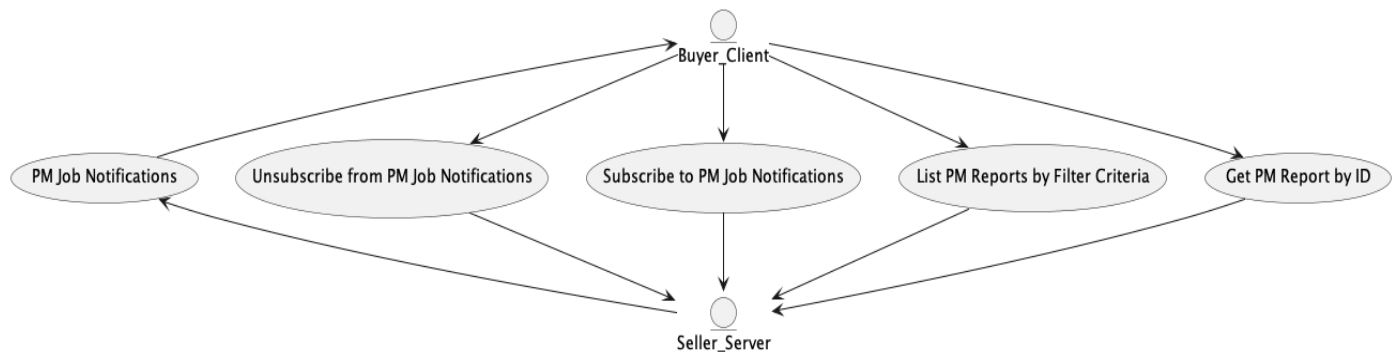 Buyer_Client
PM Job Notifications
Unsubscribe from PM Job Notifications
Subscribe to PM Job Notifications
List PM Reports by Filter Criteria
Get PM Report by ID
Seller_Server